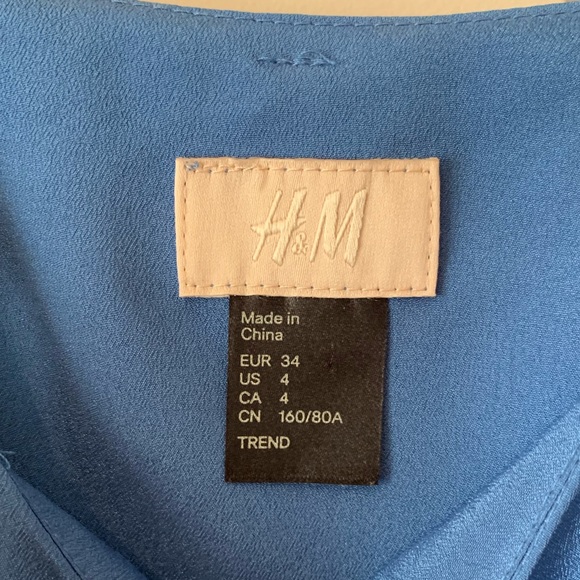 H&M
Made in
China
EUR 34
US 4
CA 4
CN 160/80A
TREND